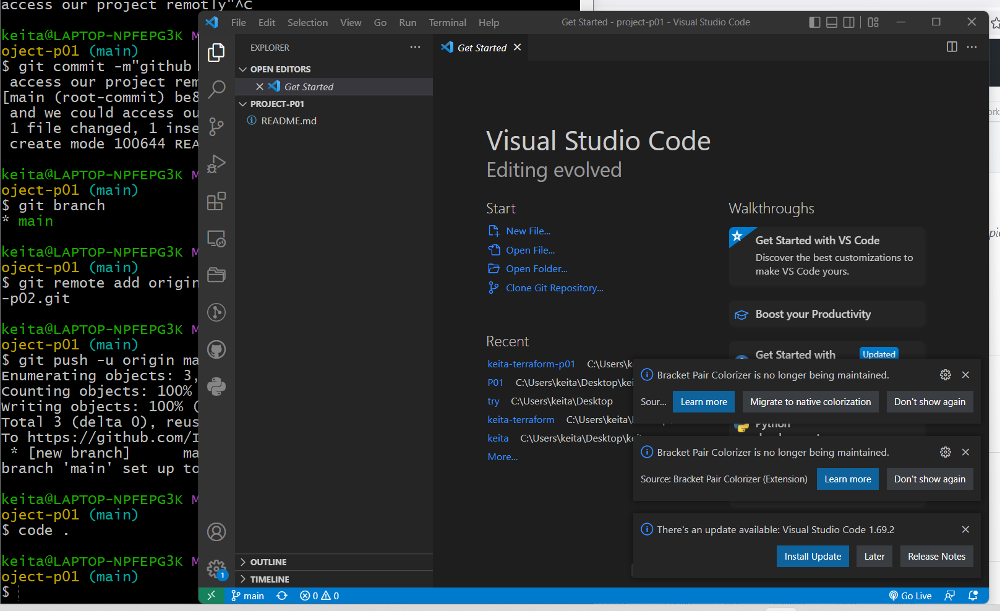 access our project remotly"^C
keita@LAPTOP-NPFEPG3K M
oject-p01 (main)
$ git commit -m"github
access our project rem
[main (root-commit) be8
and we could access ou
1 file changed, 1 inse
create mode 100644 REA
keita@LAPTOP-NPFEPG3K M
oject-p01 (main)
$ git branch
* main
keita@LAPTOP-NPFEPG3K M
oject-p01 (main)
$ git remote add origin
-p02.git
keita@LAPTOP-NPFEPG3K M
oject-p01 (main)
$ git push -u origin ma
Enumerating objects: 3,
Counting objects: 100%
Writing objects: 100% (
Total 3 (delta 0), reus
To https://github.com/I
* [new branch]      ma
branch 'main' set up to
keita@LAPTOP-NPFEPG3K M
oject-p01 (main)
$ code .
keita@LAPTOP-NPFEPG3K M
oject-p01 (main)
$
File Edit Selection View Go Run Terminal Help
Get Started - project-p01 - Visual Studio Code
EXPLORER
OPEN EDITORS
Get Started
PROJECT-P01
README.md
OUTLINE
TIMELINE
1
Get Started
Visual Studio Code
Editing evolved
Start
New File...
Open File...
Open Folder...
Clone Git Repository...
Recent
keita-terraform-p01 C:\Users\k
P01 C:\Users\keita\Desktop\kei
try C:\Users\keita\Desktop
keita-terraform C:\Users\keita\
keita C:\Users\keita\Desktop\kei
More...
Walkthroughs
Get Started with VS Code
Discover the best customizations to
make VS Code yours.
Boost your Productivity
Get Started with
Updated
Bracket Pair Colorizer is no longer being maintained.
Sour... Learn more Migrate to native colorization Don't show again
Python
Bracket Pair Colorizer is no longer being maintained.
Source: Bracket Pair Colorizer (Extension) Learn more Don't show again
There's an update available: Visual Studio Code 1.69.2
Install Update Later Release Notes
main 0 0 Go Live
ork
pic